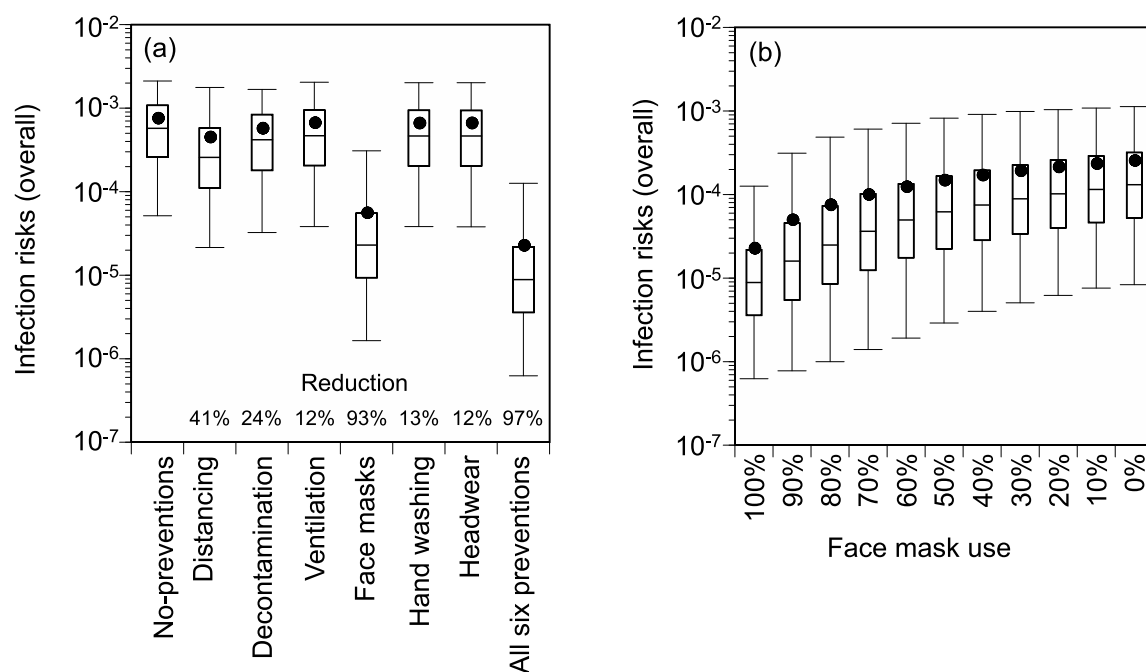 (a)
Infection risks (overall)
10-2
10-3
10-4
10-5
10-6
10-7
Reduction
41% 24% 12% 93% 13% 12% 97%
No-preventions
Distancing
Decontamination
Ventilation
Face masks
Hand washing
Headwear
All six preventions
(b)
Infection risks (overall)
10-2
10-3
10-4
10-5
10-6
10-7
100%
90%
80%
70%
60%
50%
40%
30%
20%
10%
0%
Face mask use